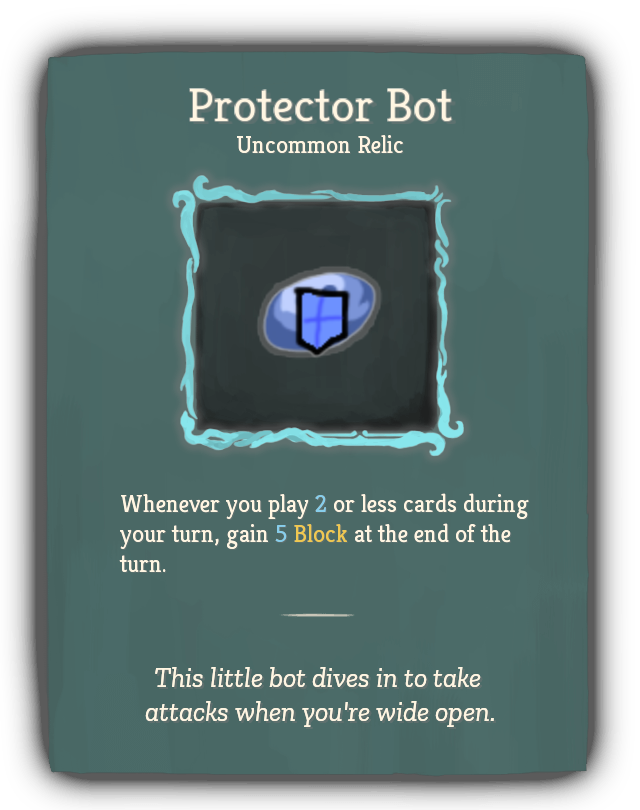 Protector Bot
Uncommon Relic
Whenever you play 2 or less cards during
your turn, gain 5 Block at the end of the
turn.
This little bot dives in to take
attacks when you're wide open.